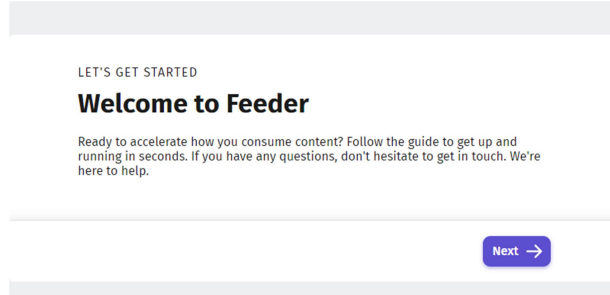 LET'S GET STARTED
Welcome to Feeder
Ready to accelerate how you consume content? Follow the guide to get up and
running in seconds. If you have any questions, don't hesitate to get in touch. We're
here to help.
Next